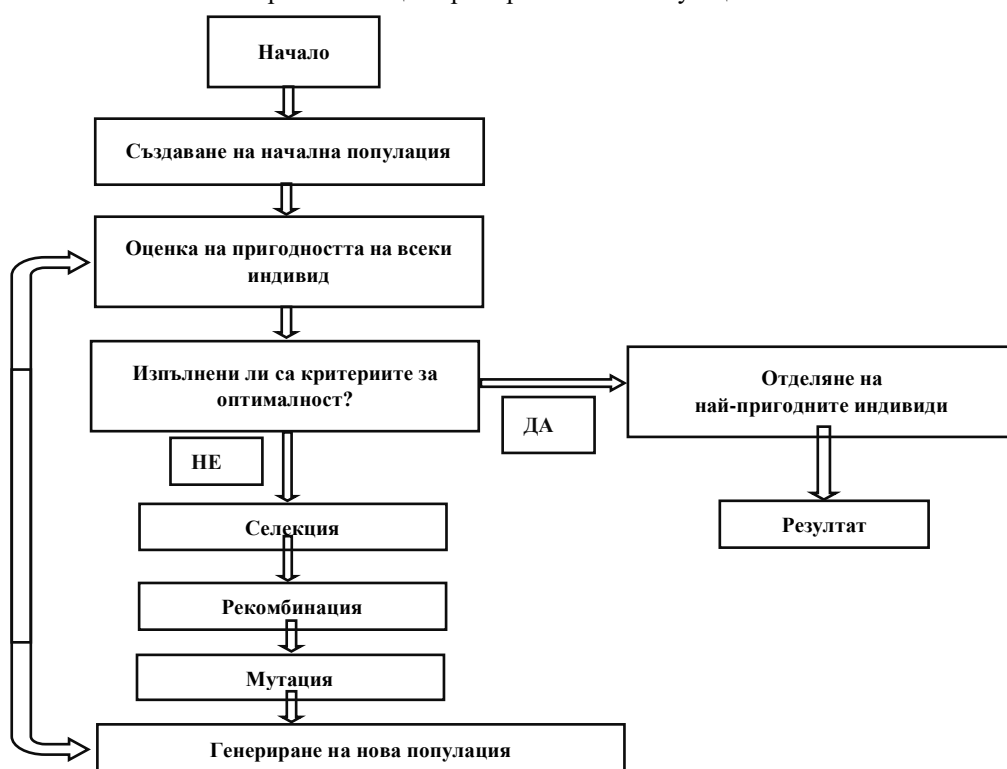 Начало
Създаване на начална популация
Оценка на пригодността на всеки
индивид
Изпълнени ли са критериите за
оптималност?
Отделяне на
най-пригодните индивиди
ДА
НЕ
Селекция
Резултат
Рекомбинация
Мутация
Генериране на нова популация